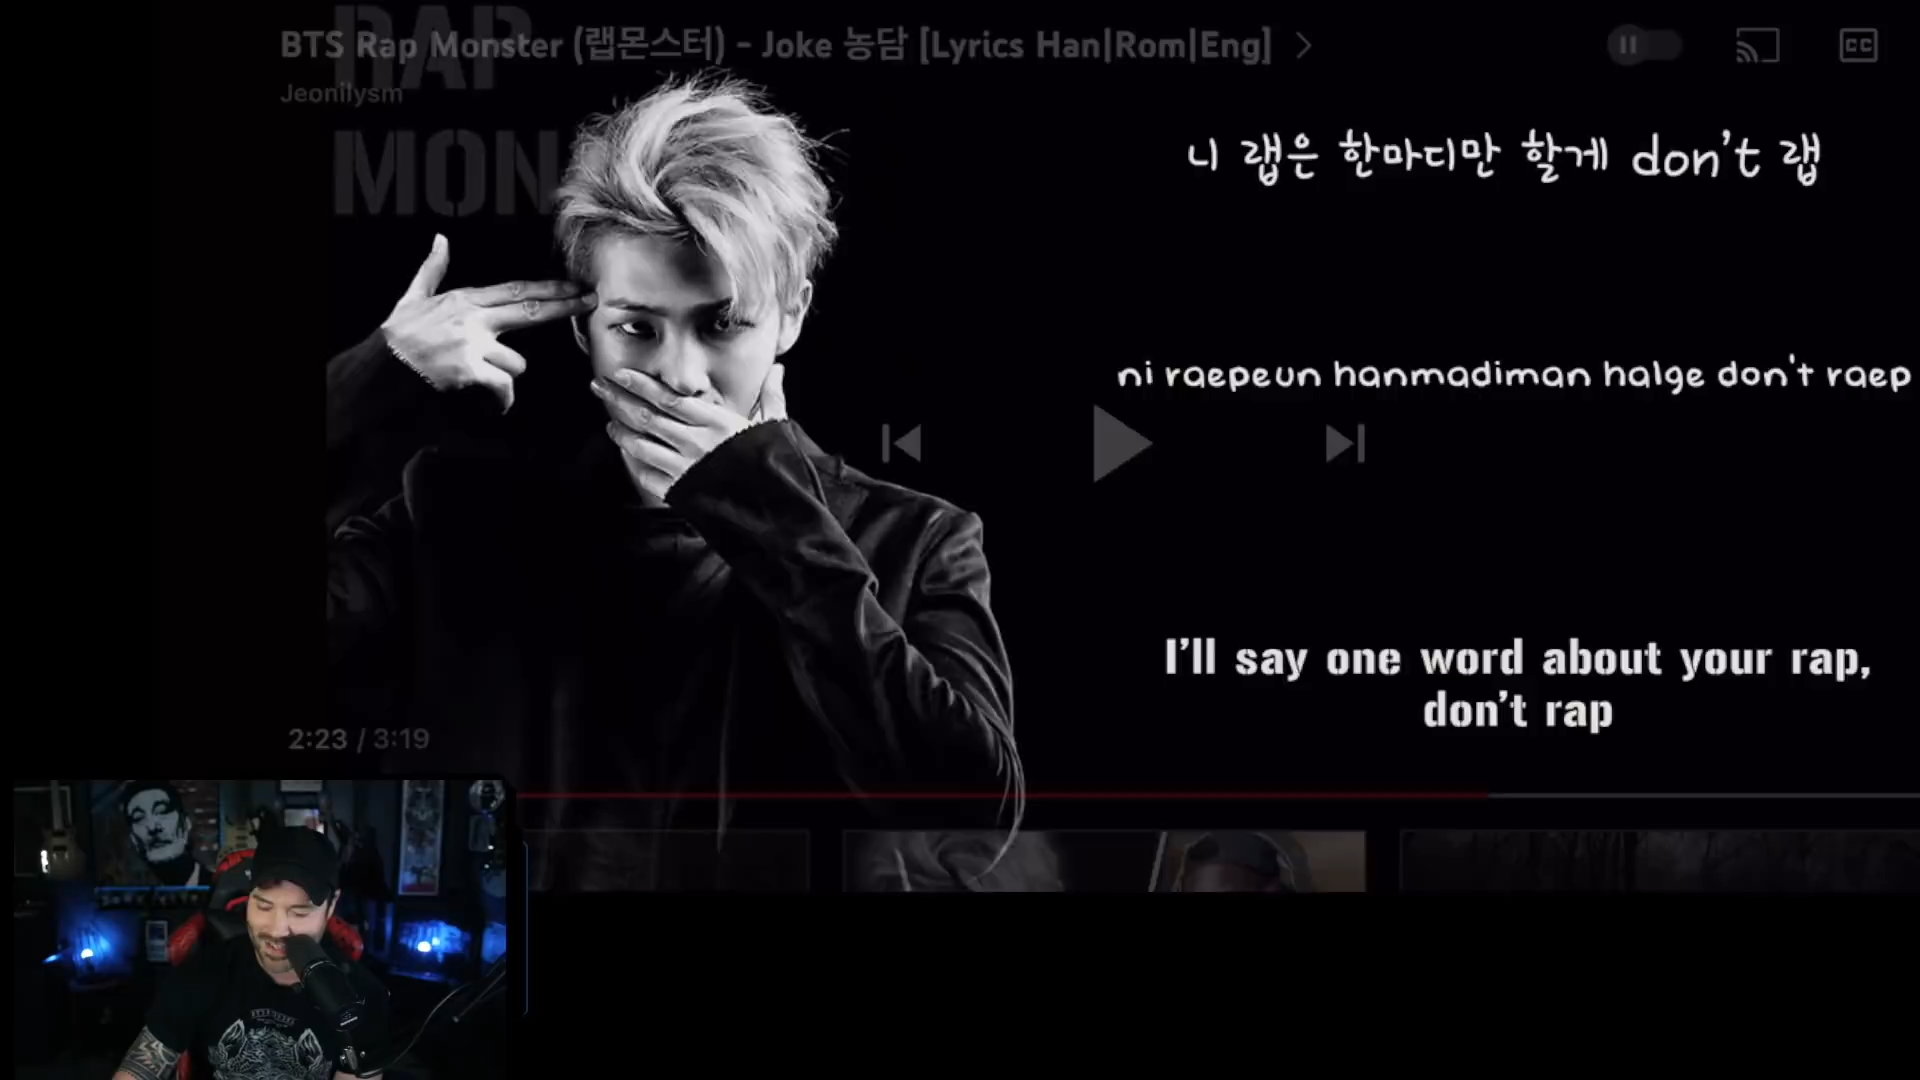 BTS Rap Monster (랩몬스터) - Joke 농담 [Lyrics Han|Rom|Eng]
Jeonilysm
RAP
MON
CC
니 랩은 한마디만 할게 don't 랩
ni raepeun hanmadiman halge don't raep
I'll say one word about your rap,
don't rap
2:23 / 3:19